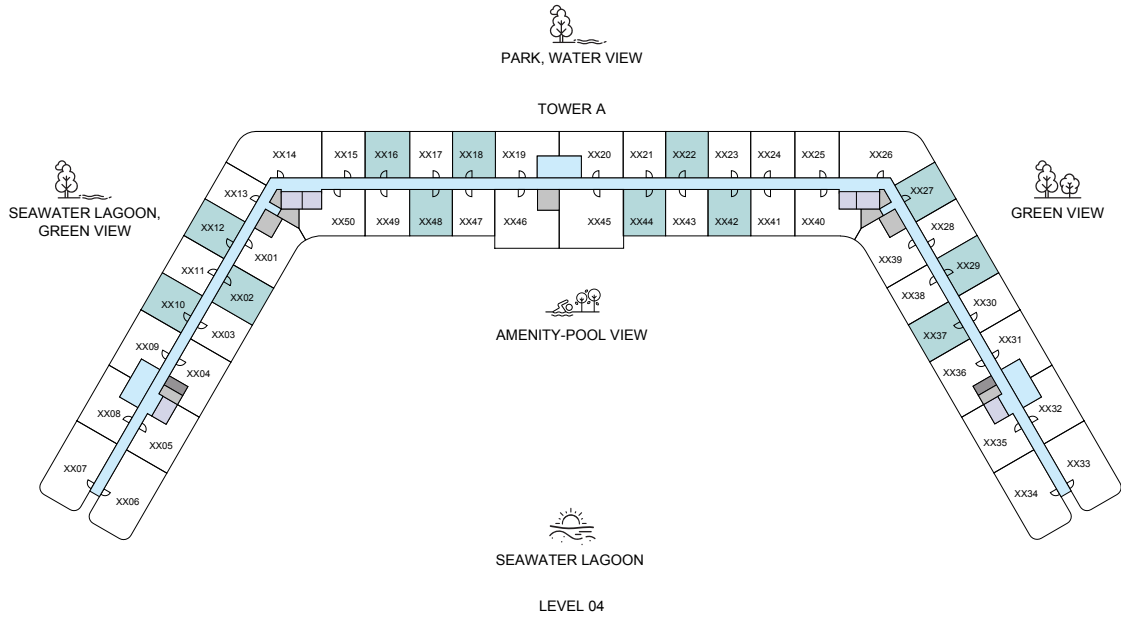 PARK, WATER VIEW
TOWER A
XX14
XX15
XX16
XX17
XX18
XX19
XX20
XX21
XX22
XX23
XX24
XX25
XX26
XX13
XX27
SEAWATER LAGOON,
GREEN VIEW
GREEN VIEW
XX50
XX49
XX48
XX47
XX46
XX45
XX44
XX43
XX42
XX41
XX40
XX12
XX01
XX39
XX28
XX11
XX02
XX38
XX29
XX10
XX03
XX37
XX30
AMENITY-POOL VIEW
XX09
XX04
XX36
XX31
XX08
XX05
XX35
XX32
XX07
XX06
XX34
XX33
SEAWATER LAGOON
LEVEL 04